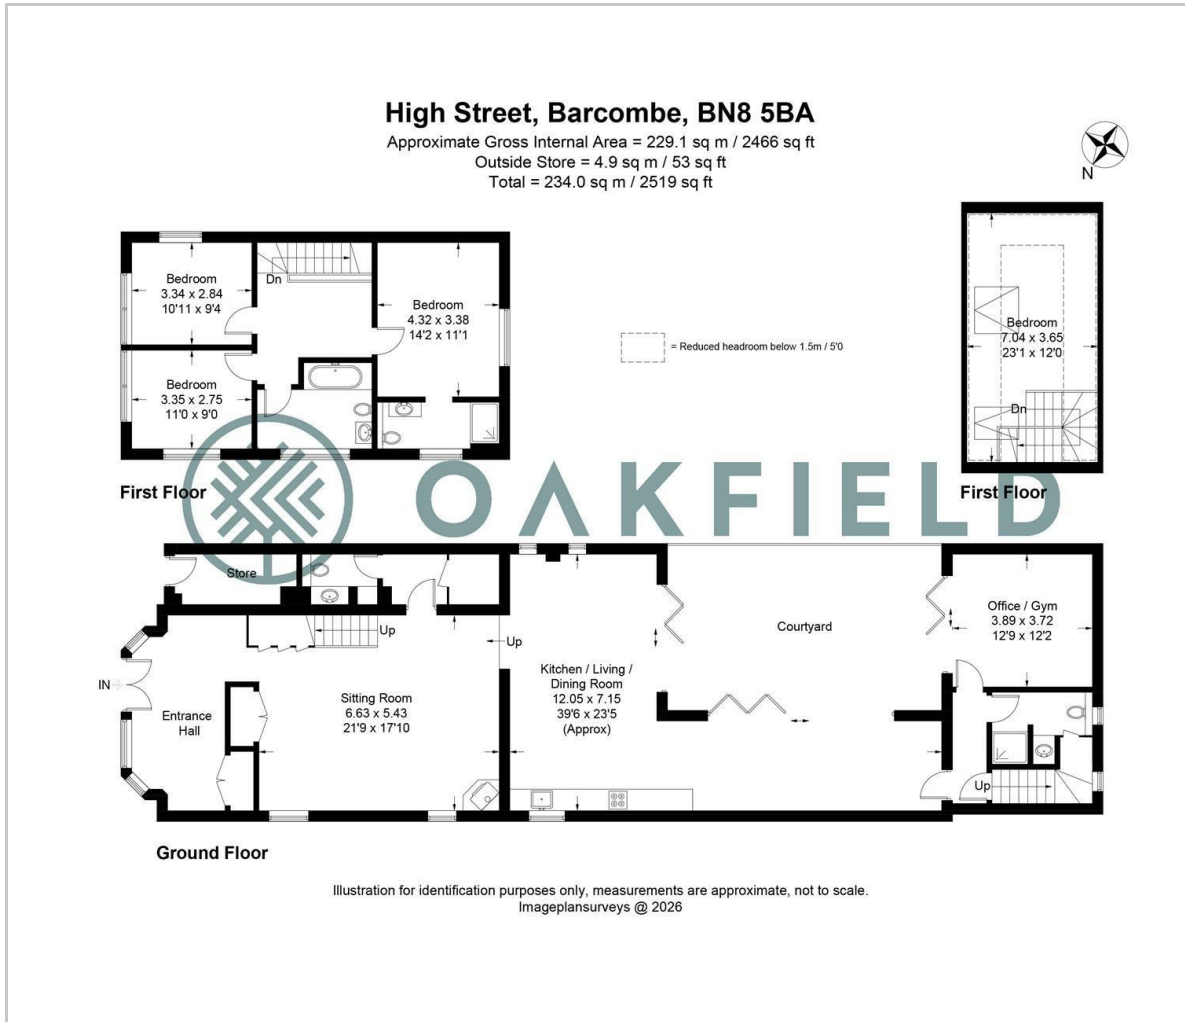 High Street, Barcombe, BN8 5BA
Approximate Gross Internal Area = 229.1 sq m / 2466 sq ft
Outside Store = 4.9 sq m / 53 sq ft
Total = 234.0 sq m / 2519 sq ft
N
Bedroom
3.34 x 2.84
10'11 x 9'4
Dn
Bedroom
4.32 x 3.38
14'2 x 11'1
Bedroom
3.35 x 2.75
11'0 x 9'0
= Reduced headroom below 1.5m / 5'0
Bedroom
7.04 x 3.65
23'1 x 12'0
Dn
First Floor
First Floor
OAKFIELD
Store
Up
Up
IN
Entrance
Hall
Sitting Room
6.63 x 5.43
21'9 x 17'10
Kitchen / Living /
Dining Room
12.05 x 7.15
39'6 x 23'5
(Approx)
Courtyard
Office / Gym
3.89 x 3.72
12'9 x 12'2
Up
Ground Floor
Illustration for identification purposes only, measurements are approximate, not to scale.
Imageplansurveys @ 2026